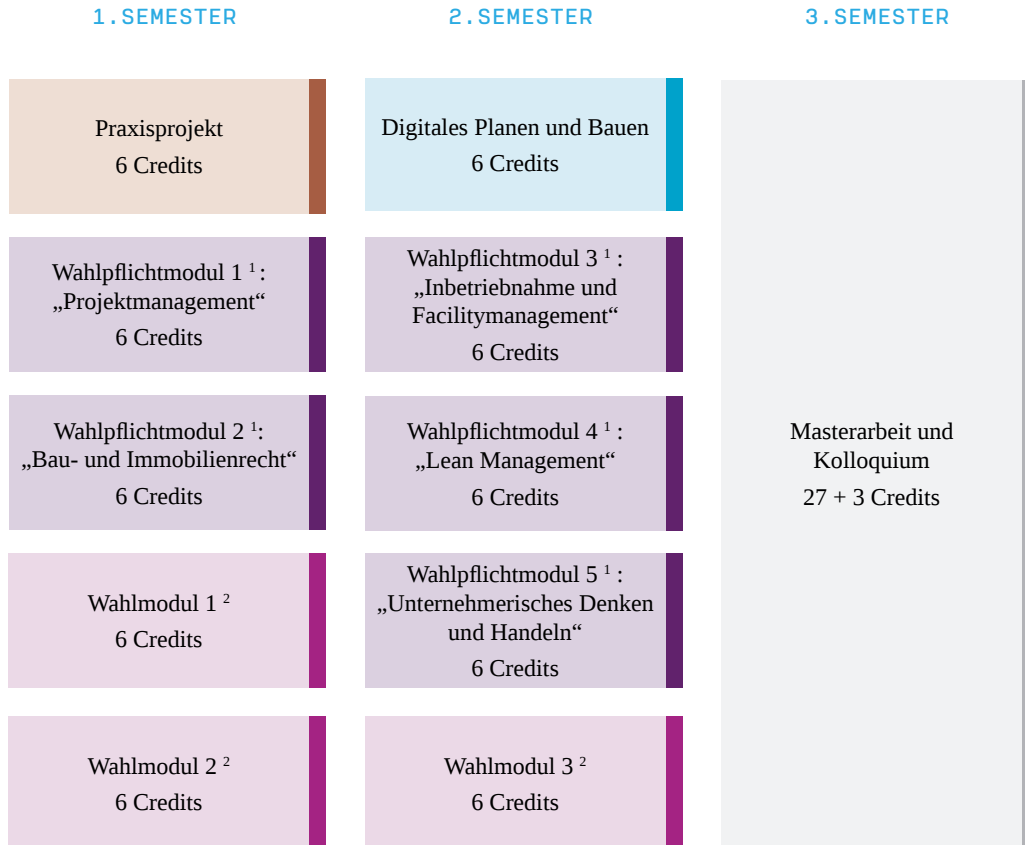 1.SEMESTER
2.SEMESTER
3.SEMESTER
Praxisprojekt
6 Credits
Digitales Planen und Bauen
6 Credits
Wahlpflichtmodul 1 ¹ :
„Projektmanagement“
6 Credits
Wahlpflichtmodul 3 ¹ :
„Inbetriebnahme und
Facilitymanagement“
6 Credits
Wahlpflichtmodul 2 ¹:
„Bau- und Immobilienrecht“
6 Credits
Wahlpflichtmodul 4 ¹ :
„Lean Management“
6 Credits
Masterarbeit und
Kolloquium
27 + 3 Credits
Wahlmodul 1 ²
6 Credits
Wahlpflichtmodul 5 ¹ :
„Unternehmerisches Denken
und Handeln“
6 Credits
Wahlmodul 2 ²
6 Credits
Wahlmodul 3 ²
6 Credits